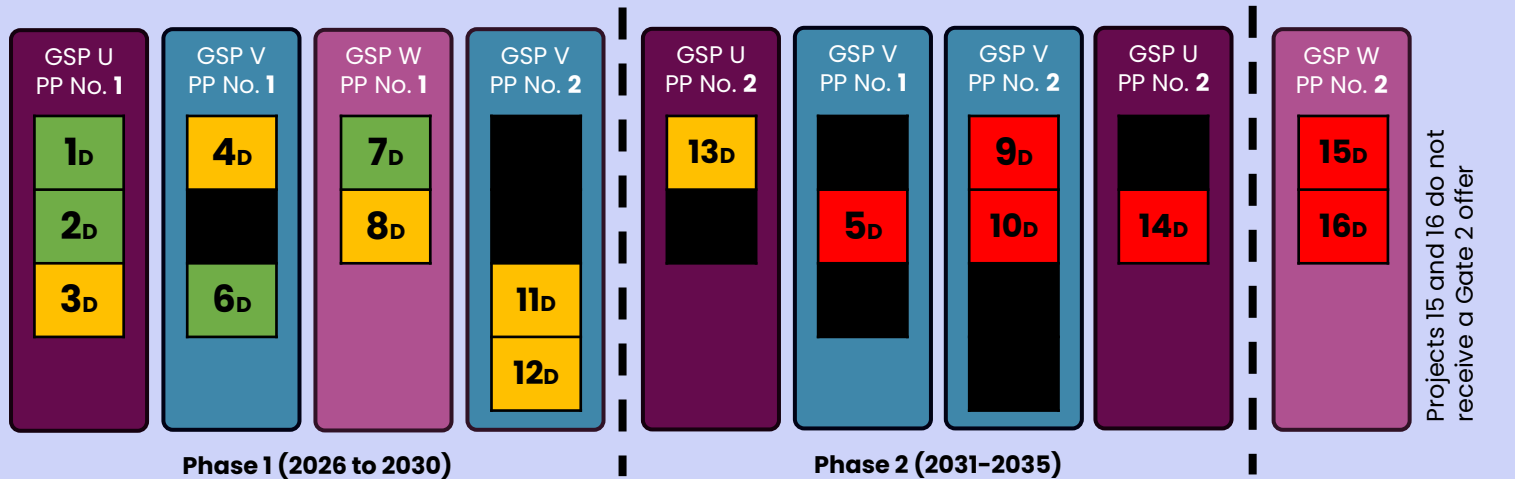 GSP U
PP No. 1
1D
2D
3D
GSP V
PP No. 1
4D
6D
GSP W
PP No. 1
7D
8D
GSP V
PP No. 2
11D
12D
Phase 1 (2026 to 2030)
GSP U
PP No. 2
13D
GSP V
PP No. 1
5D
GSP V
PP No. 2
9D
10D
GSP U
PP No. 2
14D
Phase 2 (2031-2035)
GSP W
PP No. 2
15D
16D
Projects 15 and 16 do not
receive a Gate 2 offer